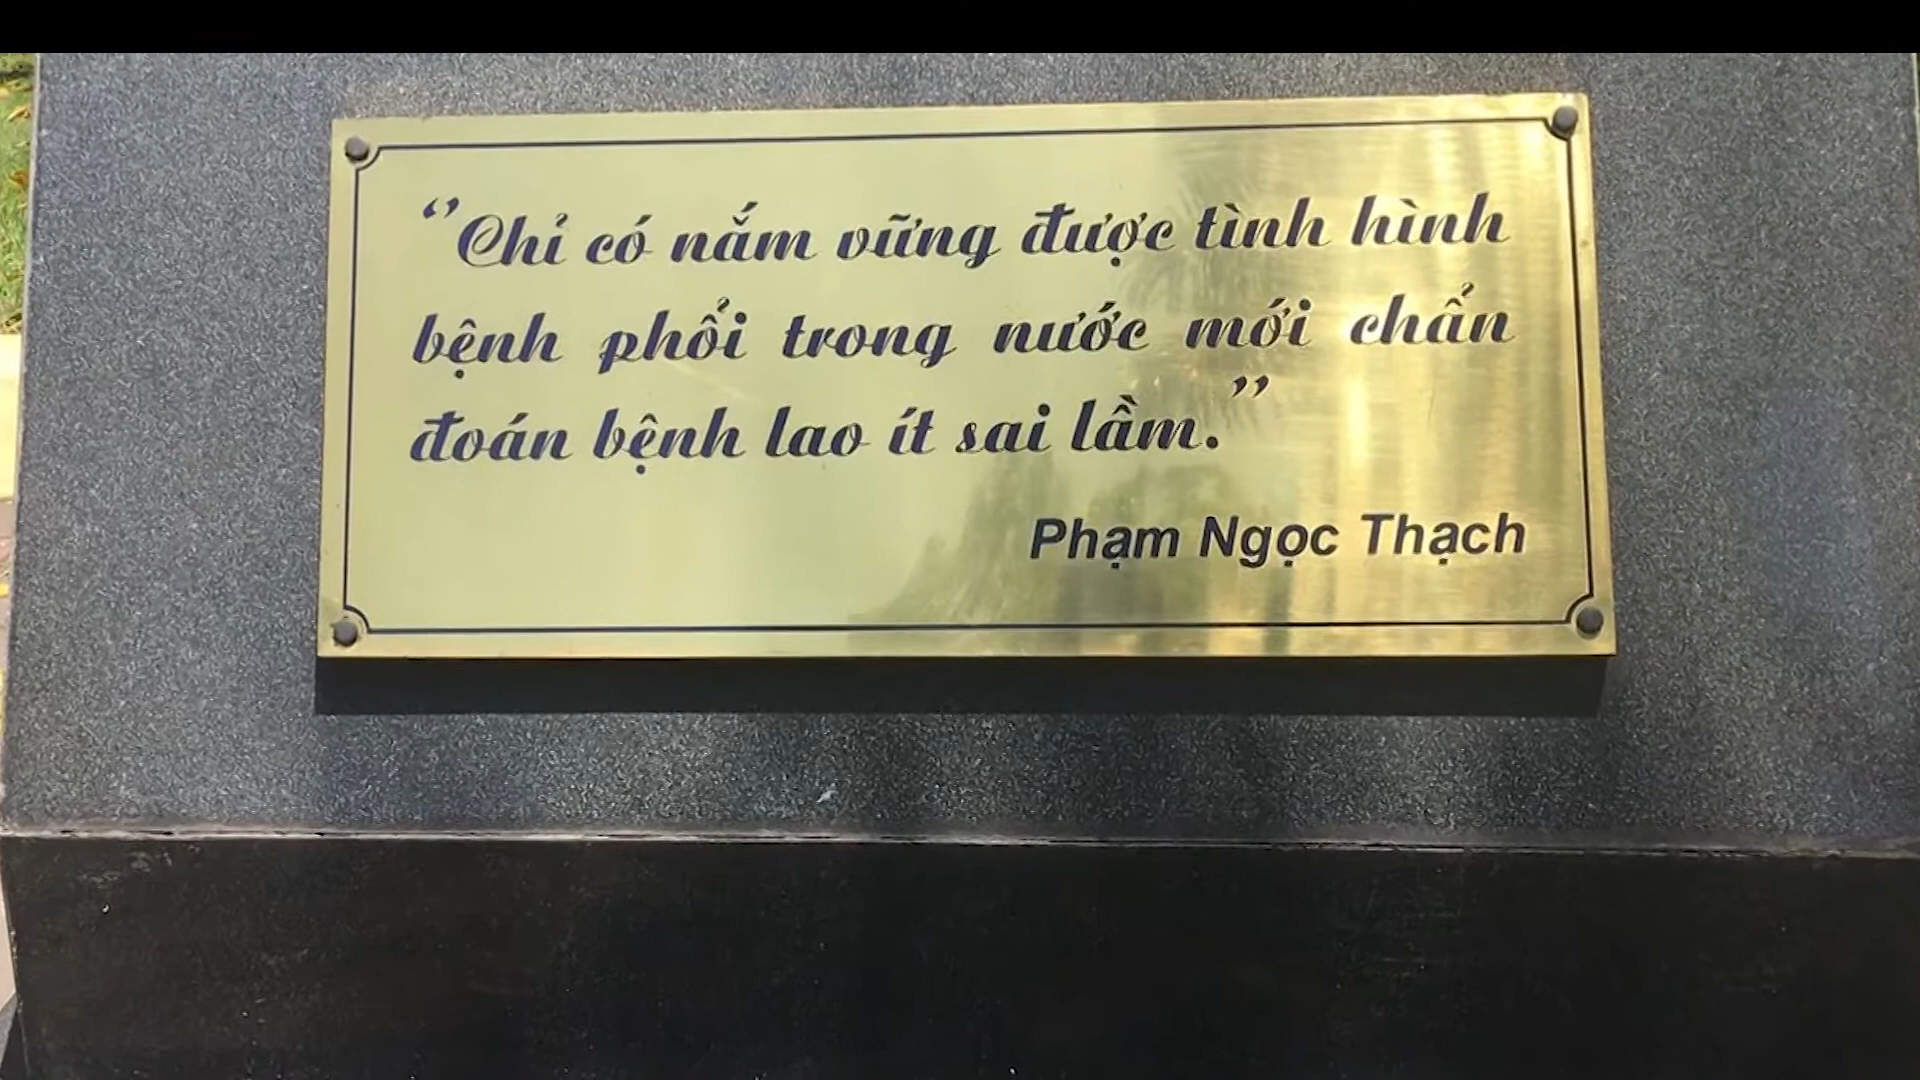 “Chỉ có nắm vững được tình hình
bệnh phổi trong nước mới chẩn
đoán bệnh lao ít sai lầm.”
Phạm Ngọc Thạch